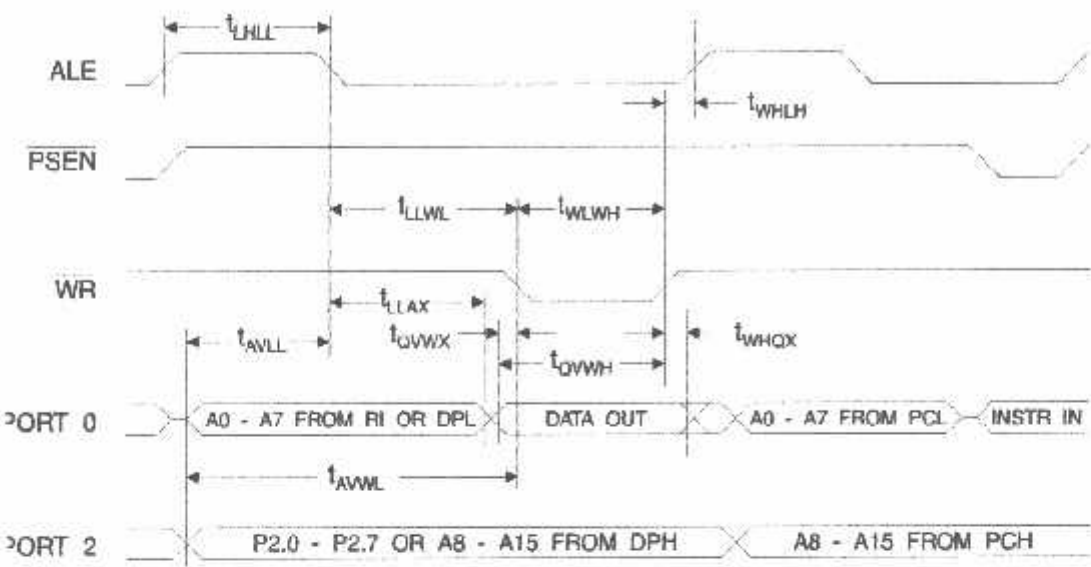 tLHLL
ALE
tWHLH
PSEN
tLLWL
tWLWH
WR
tLLAX
tAVLL
tQVWX
tWHQX
tQVWH
PORT 0
A0 - A7 FROM RI OR DPL
DATA OUT
A0 - A7 FROM PCL
INSTR IN
tAVWL
PORT 2
P2.0 - P2.7 OR A8 - A15 FROM DPH
A8 - A15 FROM PCH